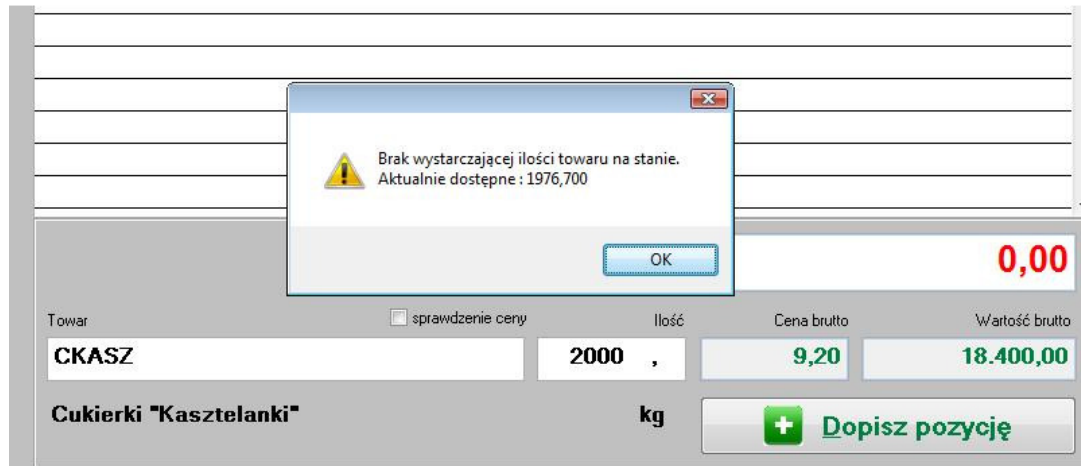 Brak wystarczającej ilości towaru na stanie.
Aktualnie dostępne : 1976,700
OK
0,00
Towar
sprawdzenie ceny
Ilość
Cena brutto
Wartość brutto
CKASZ
2000 ,
9,20
18.400,00
Cukierki "Kasztelanki"
kg
Dopisz pozycję